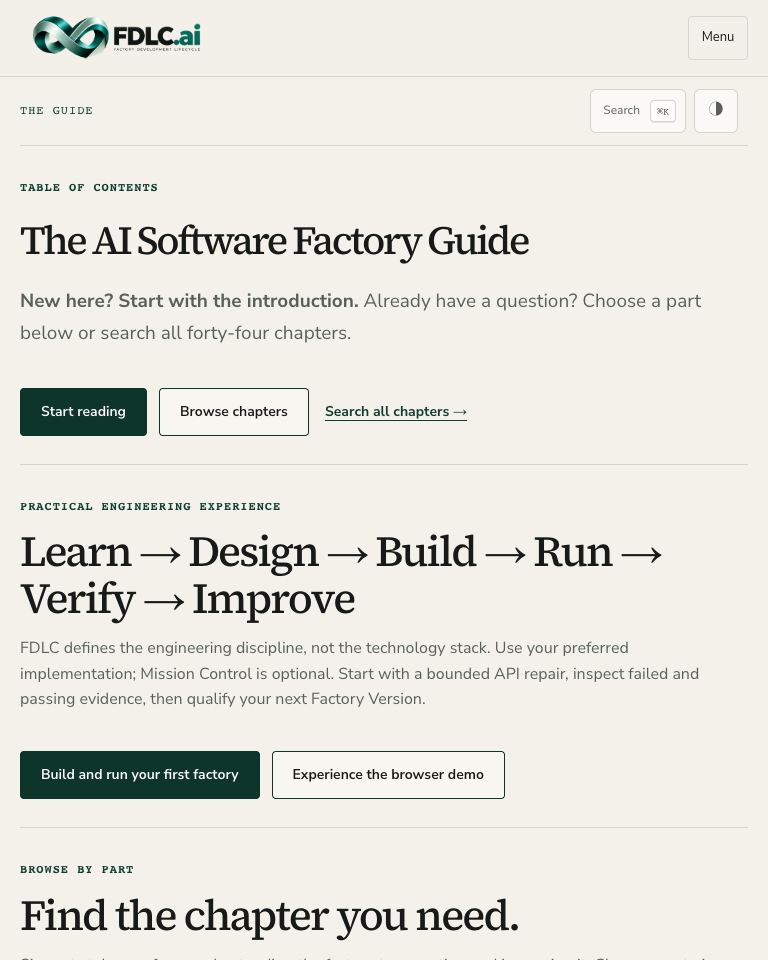 FDLC.ai
FACTORY DEVELOPMENT LIFECYCLE
Menu
THE GUIDE
Search ⌘K
TABLE OF CONTENTS
The AI Software Factory Guide
New here? Start with the introduction. Already have a question? Choose a part
below or search all forty-four chapters.
Start reading
Browse chapters
Search all chapters →
PRACTICAL ENGINEERING EXPERIENCE
Learn → Design → Build → Run →
Verify → Improve
FDLC defines the engineering discipline, not the technology stack. Use your preferred
implementation; Mission Control is optional. Start with a bounded API repair, inspect failed and
passing evidence, then qualify your next Factory Version.
Build and run your first factory
Experience the browser demo
BROWSE BY PART
Find the chapter you need.